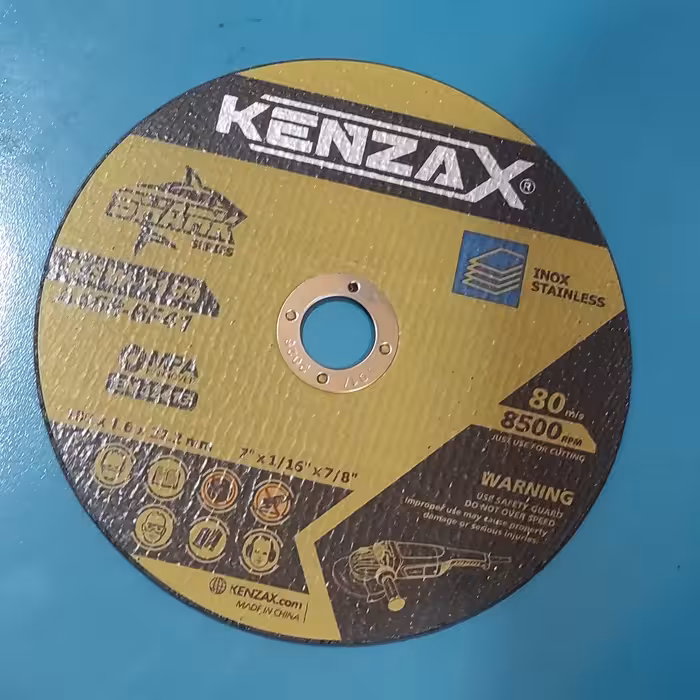 KENZAX®
SHARK
SERIES
INOX
STAINLESS
MPA
80 m/s
8500 RPM
JUST USE FOR CUTTING
7" x 1/16" x 7/8"
WARNING
USE SAFETY GUARD
DO NOT OVER SPEED
Improper use may cause property
damage or serious injuries.
KENZAX.com
MADE IN CHINA